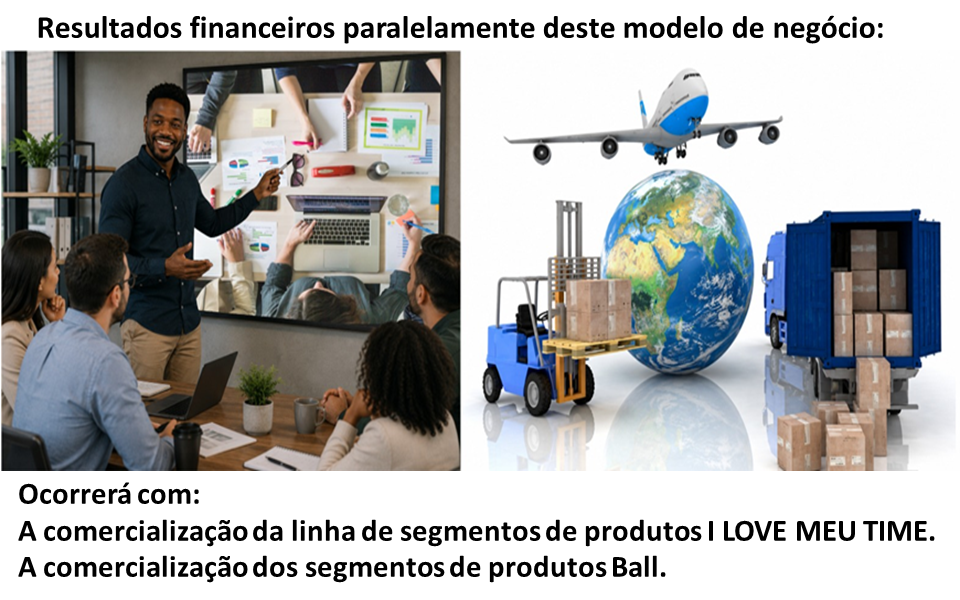 Resultados financeiros paralelamente deste modelo de negócio:
Ocorrerá com:
A comercialização da linha de segmentos de produtos I LOVE MEU TIME.
A comercialização dos segmentos de produtos Ball.